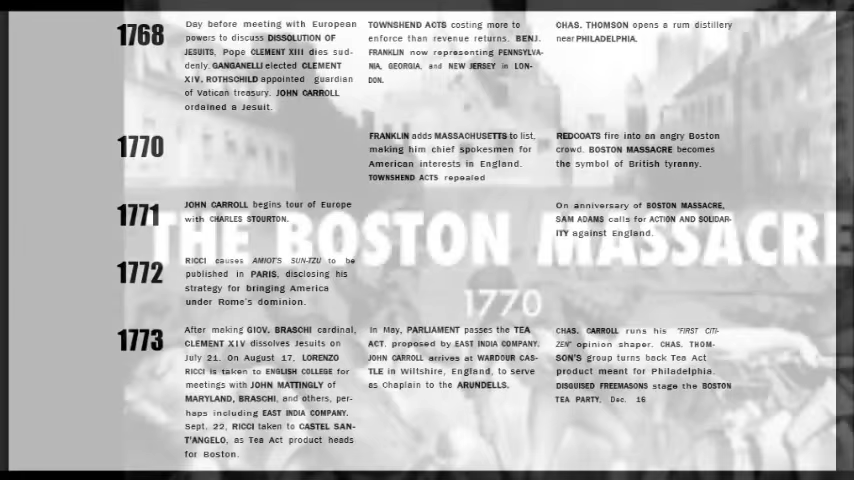 1768
Day before meeting with European
powers to discuss DISSOLUTION OF
JESUITS, Pope CLEMENT XIII dies sud-
denly. GANGANELLI elected CLEMENT
XIV. ROTHSCHILD appointed guardian
of Vatican treasury. JOHN CARROLL
ordained a Jesuit.
TOWNSHEND ACTS costing more to
enforce than revenue returns. BENJ.
FRANKLIN now representing PENNSYLVA-
NIA, GEORGIA, and NEW JERSEY in LON-
DON.
CHAS. THOMSON opens a rum distillery
near PHILADELPHIA.
1770
FRANKLIN adds MASSACHUSETTS to list,
making him chief spokesmen for
American interests in England.
TOWNSHEND ACTS repealed
REDCOATS fire into an angry Boston
crowd. BOSTON MASSACRE becomes
the symbol of British tyranny.
1771
JOHN CARROLL begins tour of Europe
with CHARLES STOURTON.
On anniversary of BOSTON MASSACRE,
SAM ADAMS calls for ACTION AND SOLIDAR-
ITY against England.
THE BOSTON MASSACRE
1770
1772
RICCI causes AMIOT'S SUN-TZU to be
published in PARIS, disclosing his
strategy for bringing America
under Rome's dominion.
1773
After making GIOV. BRASCHI cardinal,
CLEMENT XIV dissolves Jesuits on
July 21. On August 17, LORENZO
RICCI is taken to ENGLISH COLLEGE for
meetings with JOHN MATTINGLY of
MARYLAND, BRASCHI, and others, per-
haps including EAST INDIA COMPANY.
Sept. 22, RICCI taken to CASTEL SAN-
T'ANGELO, as Tea Act product heads
for Boston.
In May, PARLIAMENT passes the TEA
ACT, proposed by EAST INDIA COMPANY.
JOHN CARROLL arrives at WARDOUR CAS-
TLE in Wiltshire, England, to serve
as Chaplain to the ARUNDELLS.
CHAS. CARROLL runs his "FIRST CITI-
ZEN" opinion shaper. CHAS. THOM-
SON'S group turns back Tea Act
product meant for Philadelphia.
DISGUISED FREEMASONS stage the BOSTON
TEA PARTY, Dec. 16